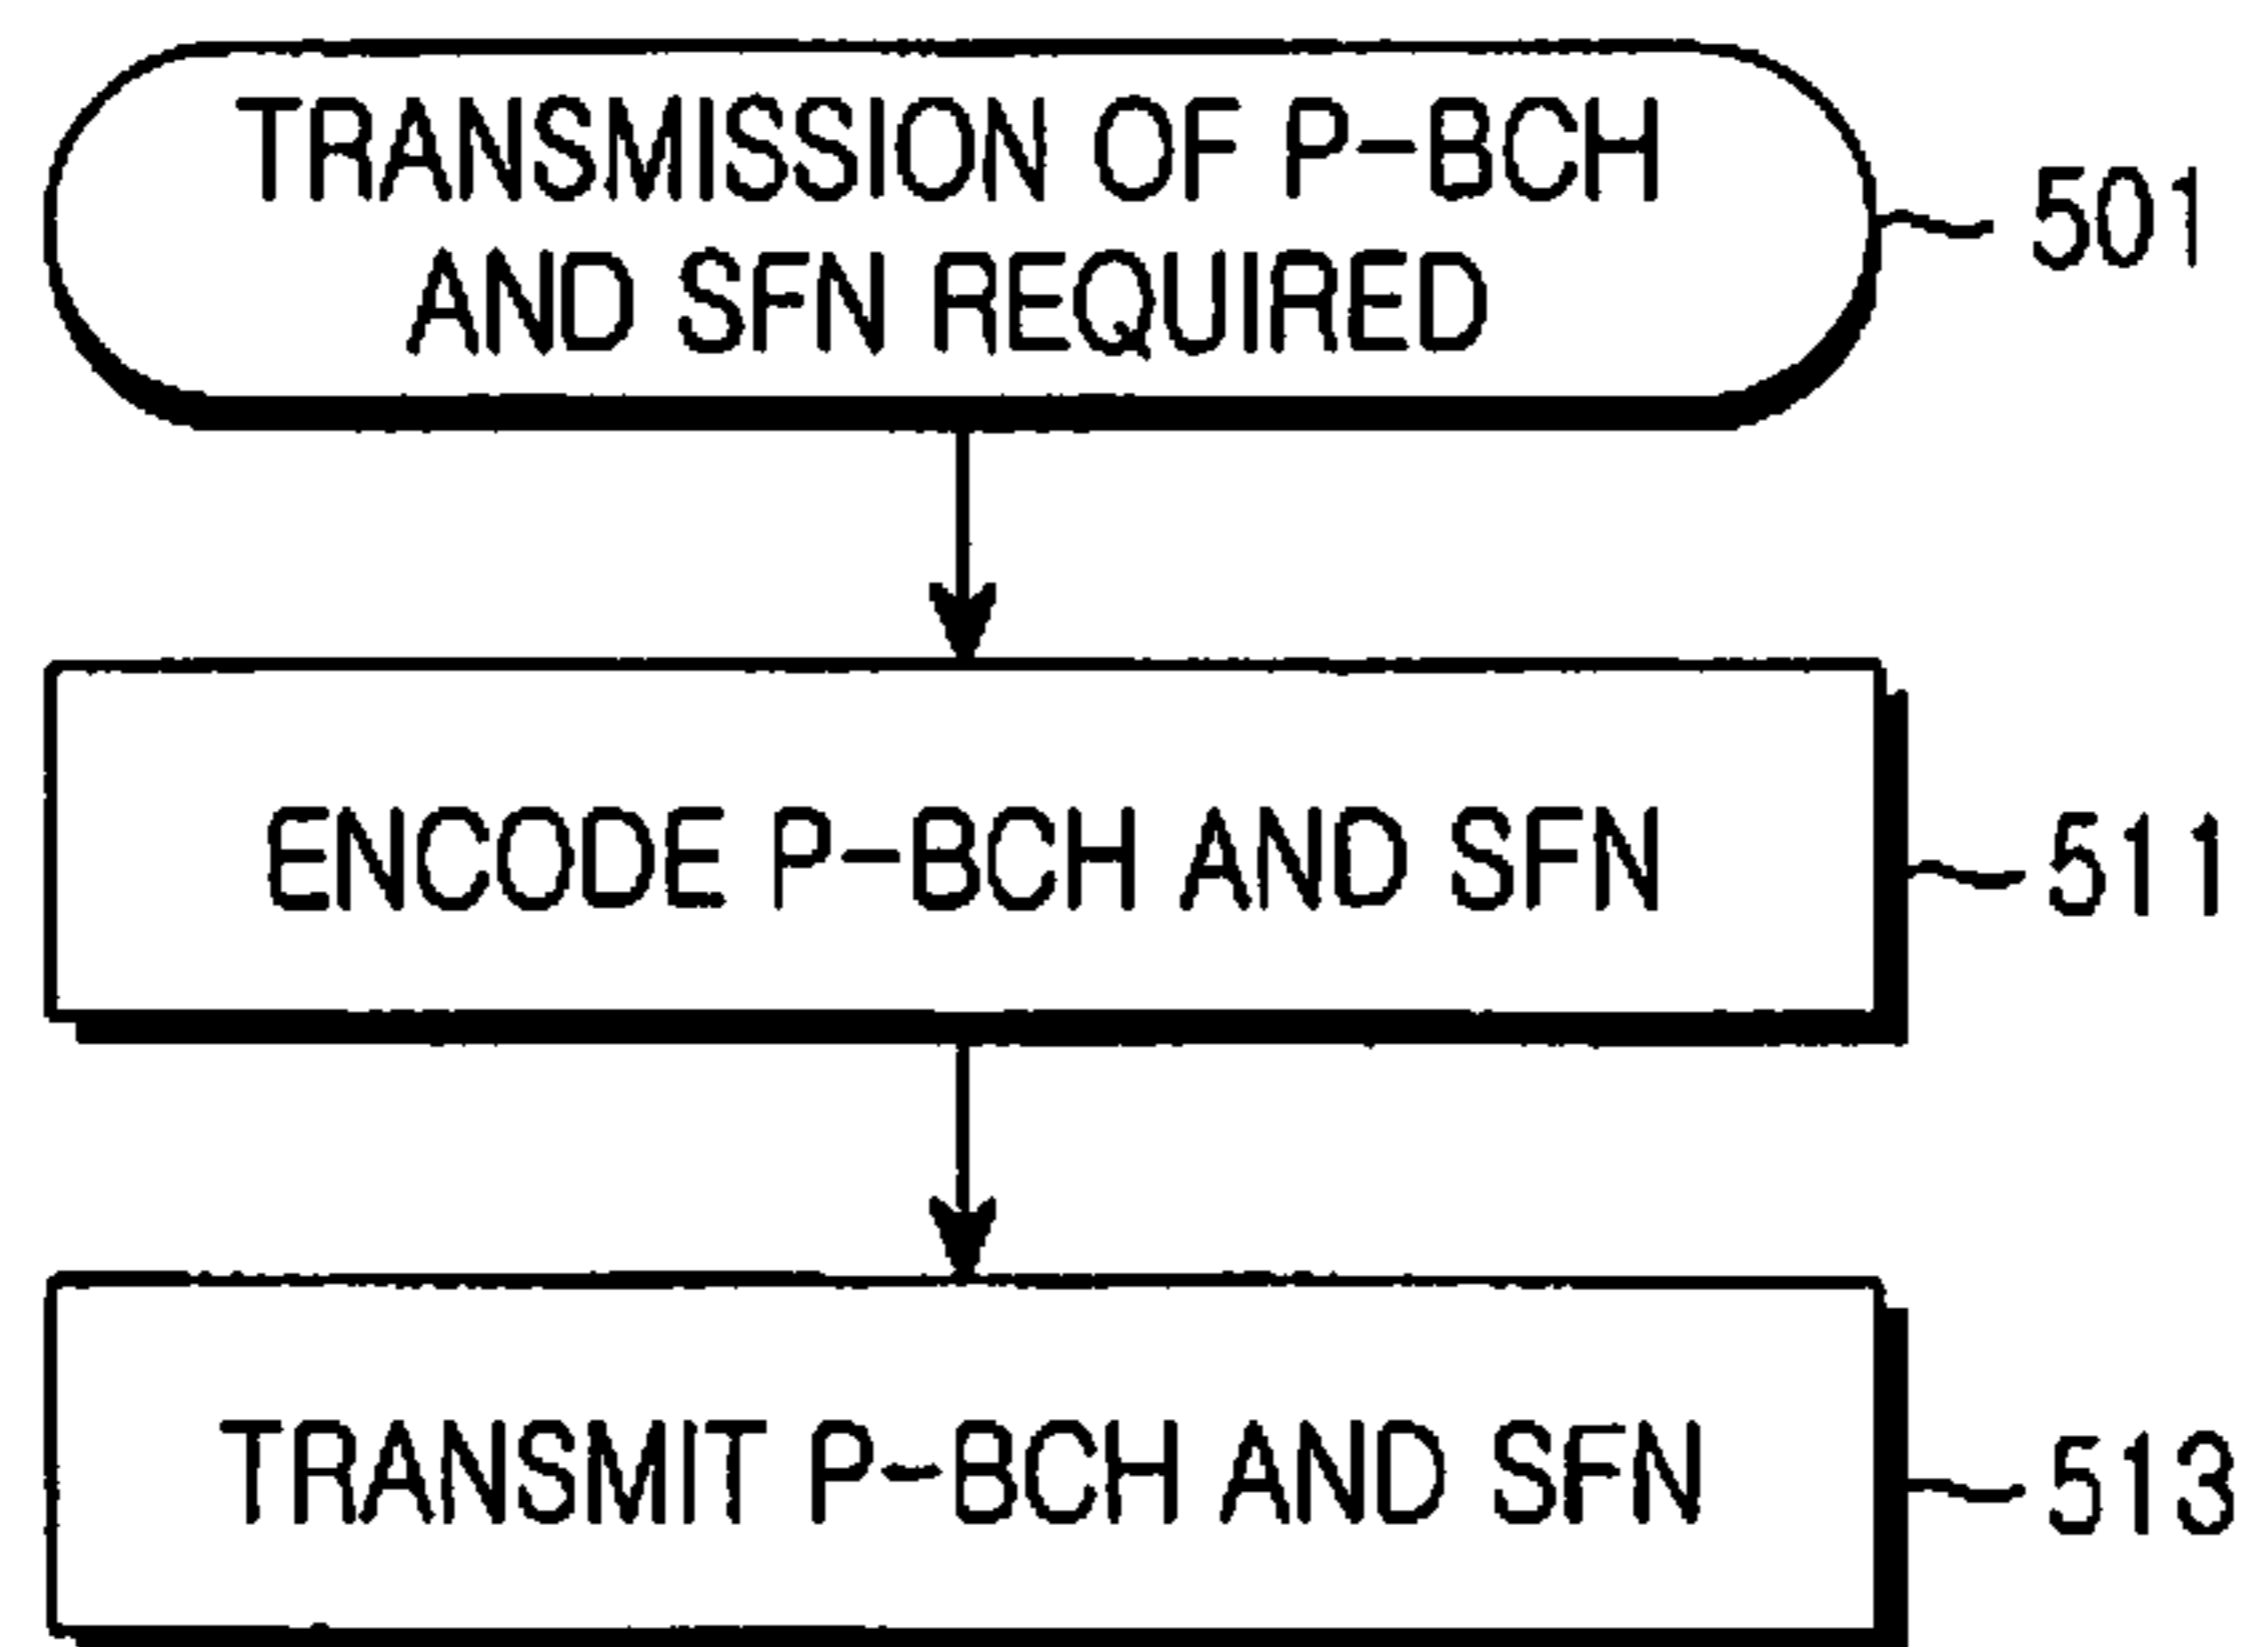 TRANSMISSION OF P-BCH
AND SFN REQUIRED
501
ENCODE P-BCH AND SFN
511
TRANSMIT P-BCH AND SFN
513